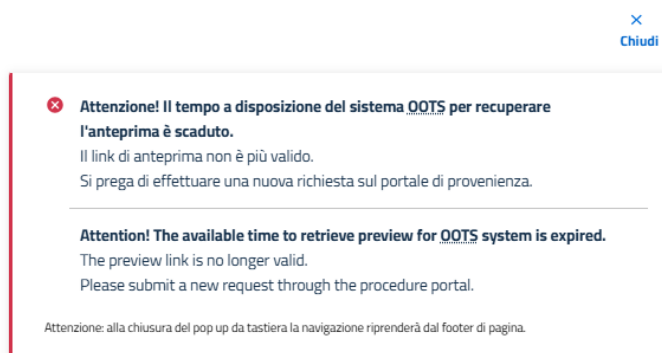 Chiudi
Attenzione! Il tempo a disposizione del sistema OOTS per recuperare
l'anteprima è scaduto.
Il link di anteprima non è più valido.
Si prega di effettuare una nuova richiesta sul portale di provenienza.
Attention! The available time to retrieve preview for OOTS system is expired.
The preview link is no longer valid.
Please submit a new request through the procedure portal.
Attenzione: alla chiusura del pop up da tastiera la navigazione riprenderà dal footer di pagina.